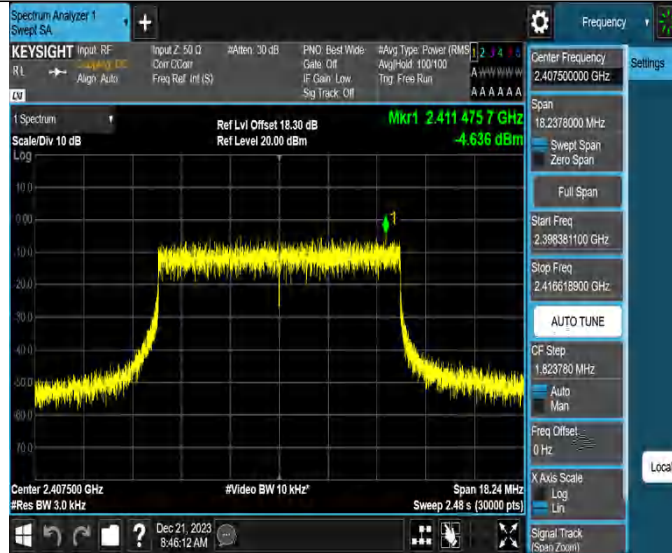 Spectrum Analyzer 1
Swept SA
+
Frequency
KEYSIGHT
RL
Input: RF
Coupling: DC
Align: Auto
Input Z: 50 Ω
Corr CCorr
Freq Ref: Int (S)
#Atten: 30 dB
PNO: Best Wide
Gate: Off
IF Gain: Low
Sig Track: Off
#Avg Type: Power (RMS
Avg|Hold: 100/100
Trig: Free Run
1 2 3 4 5 6
A W W W W W
A A A A A A
1 Spectrum
Scale/Div 10 dB
Log
Ref Lvl Offset 18.30 dB
Ref Level 20.00 dBm
Mkr1 2.411 475 7 GHz
-4.636 dBm
10.0
0.00
-10.0
-20.0
-30.0
-40.0
-50.0
-60.0
-70.0
1
Center 2.407500 GHz
#Res BW 3.0 kHz
#Video BW 10 kHz*
Span 18.24 MHz
Sweep 2.48 s (30000 pts)
?
Dec 21, 2023
8:46:12 AM
Center Frequency
2.407500000 GHz
Settings
Span
18.2378000 MHz
Swept Span
Zero Span
Full Span
Start Freq
2.398381100 GHz
Stop Freq
2.416618900 GHz
AUTO TUNE
CF Step
1.823780 MHz
Auto
Man
Freq Offset
0 Hz
X Axis Scale
Log
Lin
Local
Signal Track
(Span Zoom)